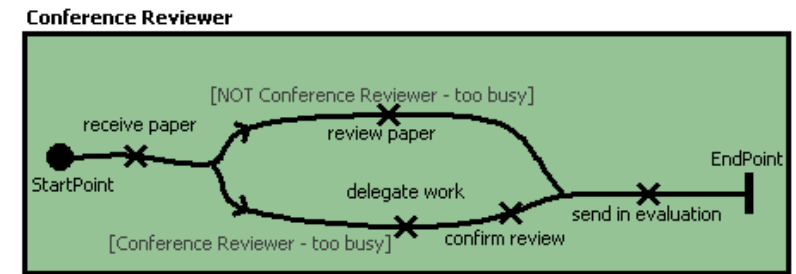 Conference Reviewer
[NOT Conference Reviewer - too busy]
receive paper
review paper
EndPoint
StartPoint
delegate work
send in evaluation
confirm review
[Conference Reviewer - too busy]